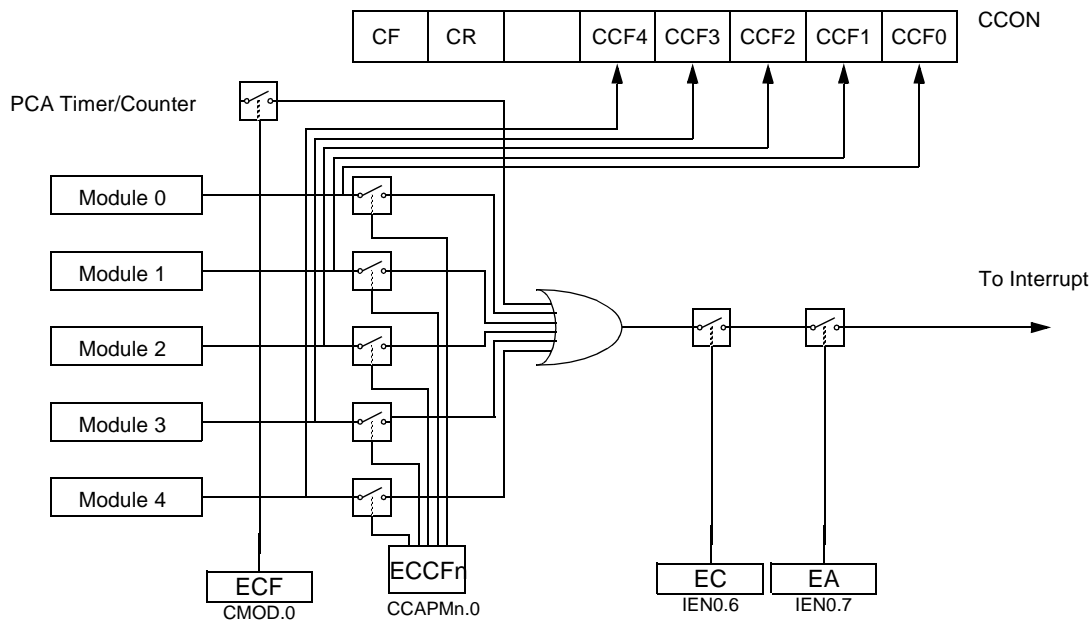 CCON
CF CR CCF4 CCF3 CCF2 CCF1 CCF0
PCA Timer/Counter
Module 0
Module 1
To Interrupt
Module 2
Module 3
Module 4
ECF
CMOD.0
ECCFn
CCAPMn.0
EC
IEN0.6
EA
IEN0.7